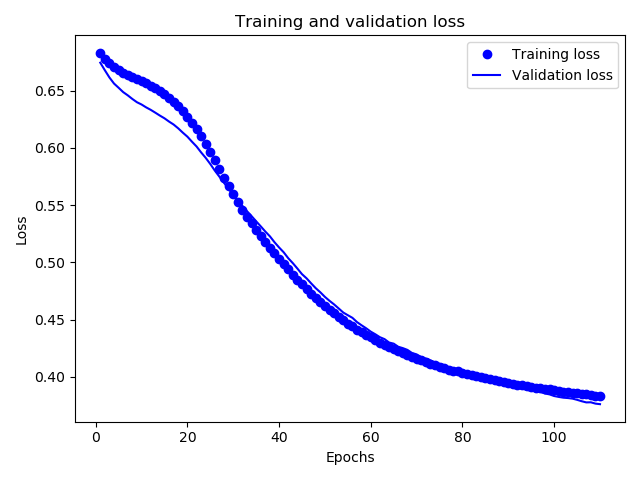 Training and validation loss
Training loss
Validation loss
0.65
0.60
0.55
0.50
0.45
0.40
Loss
0 20 40 60 80 100
Epochs